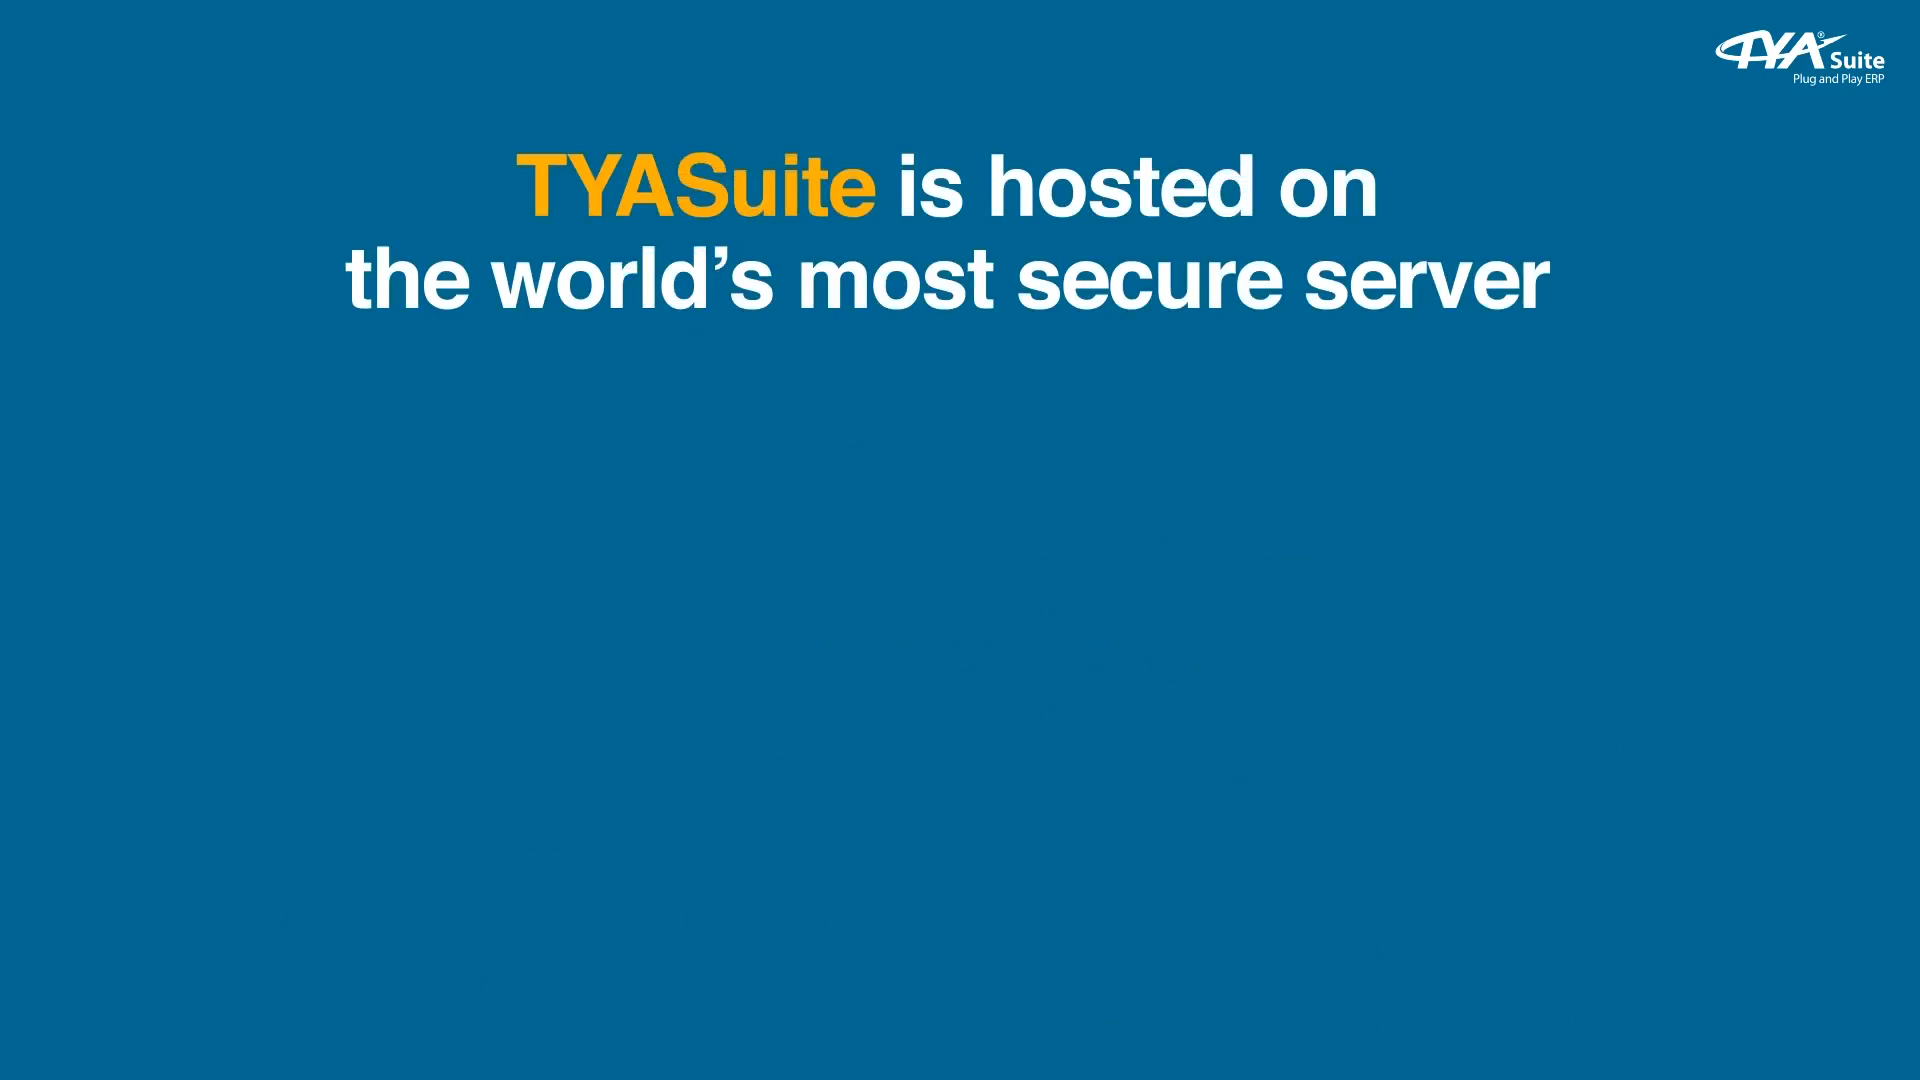 TYA® Suite
Plug and Play ERP
TYASuite is hosted on
the world’s most secure server